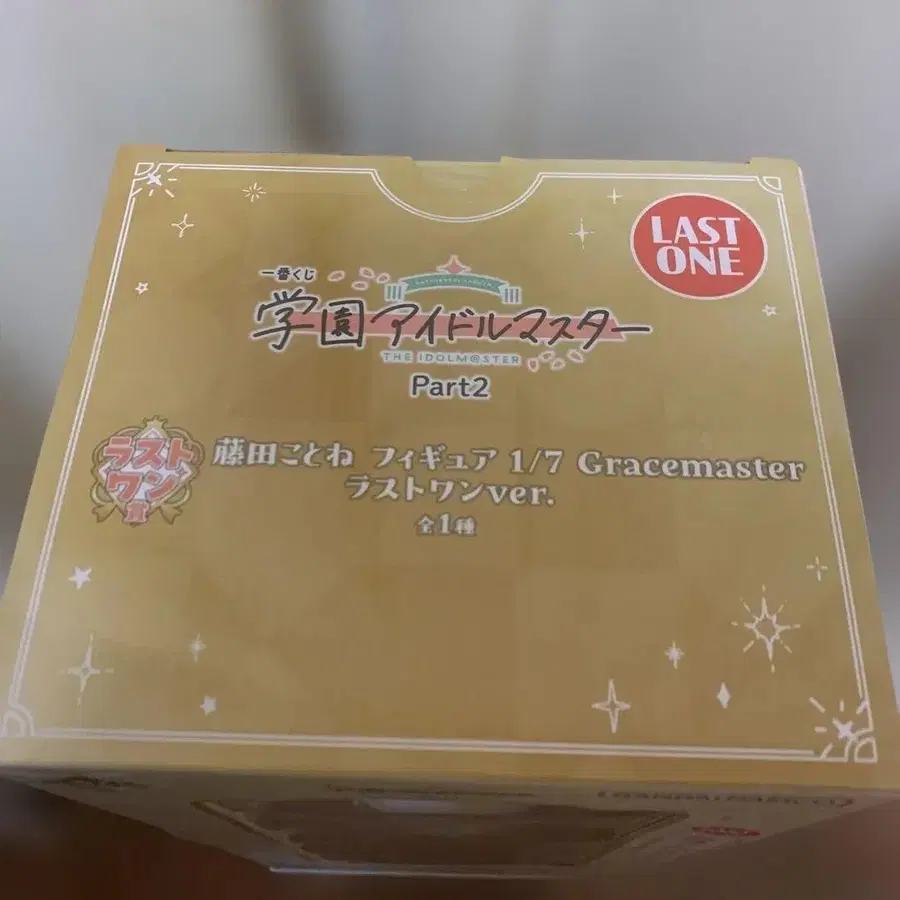 LAST
ONE
一番くじ
学園アイドルマスター
THE IDOLM@STER
Part2
ラスト
ワン
賞
藤田ことね フィギュア 1/7 Gracemaster
ラストワンver.
全1種